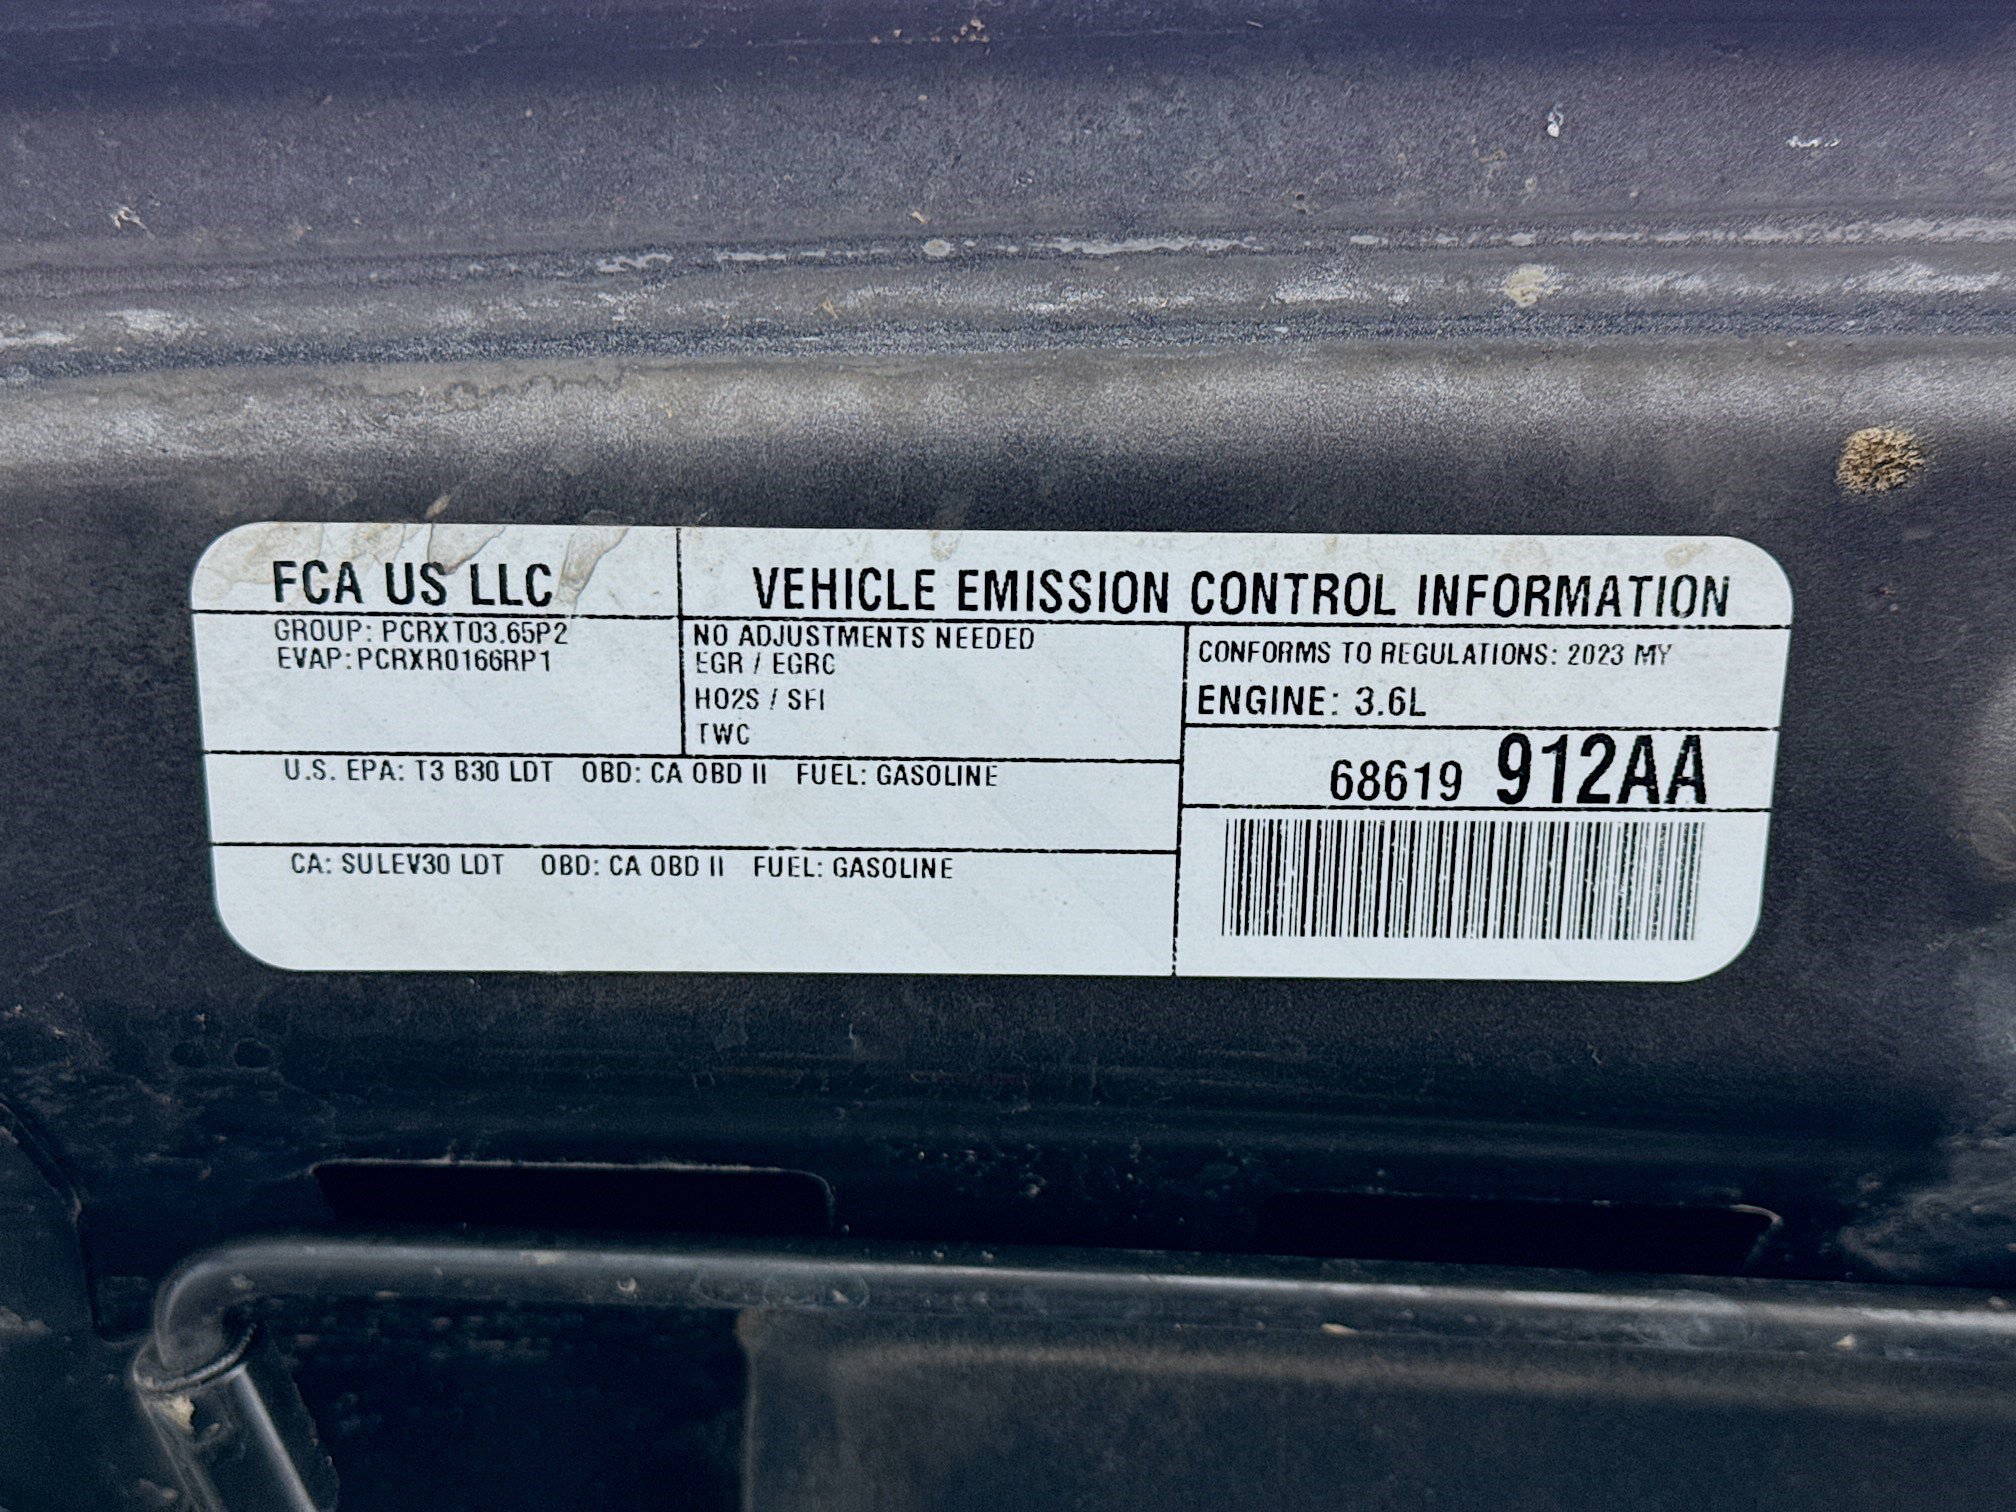 FCA US LLC
VEHICLE EMISSION CONTROL INFORMATION
GROUP: PCRXT03.65P2
EVAP: PCRXR0166RP1
NO ADJUSTMENTS NEEDED
EGR / EGRC
HO2S / SFI
TWC
CONFORMS TO REGULATIONS: 2023 MY
ENGINE: 3.6L
U.S. EPA: T3 B30 LDT OBD: CA OBD II FUEL: GASOLINE
68619 912AA
CA: SULEV30 LDT OBD: CA OBD II FUEL: GASOLINE